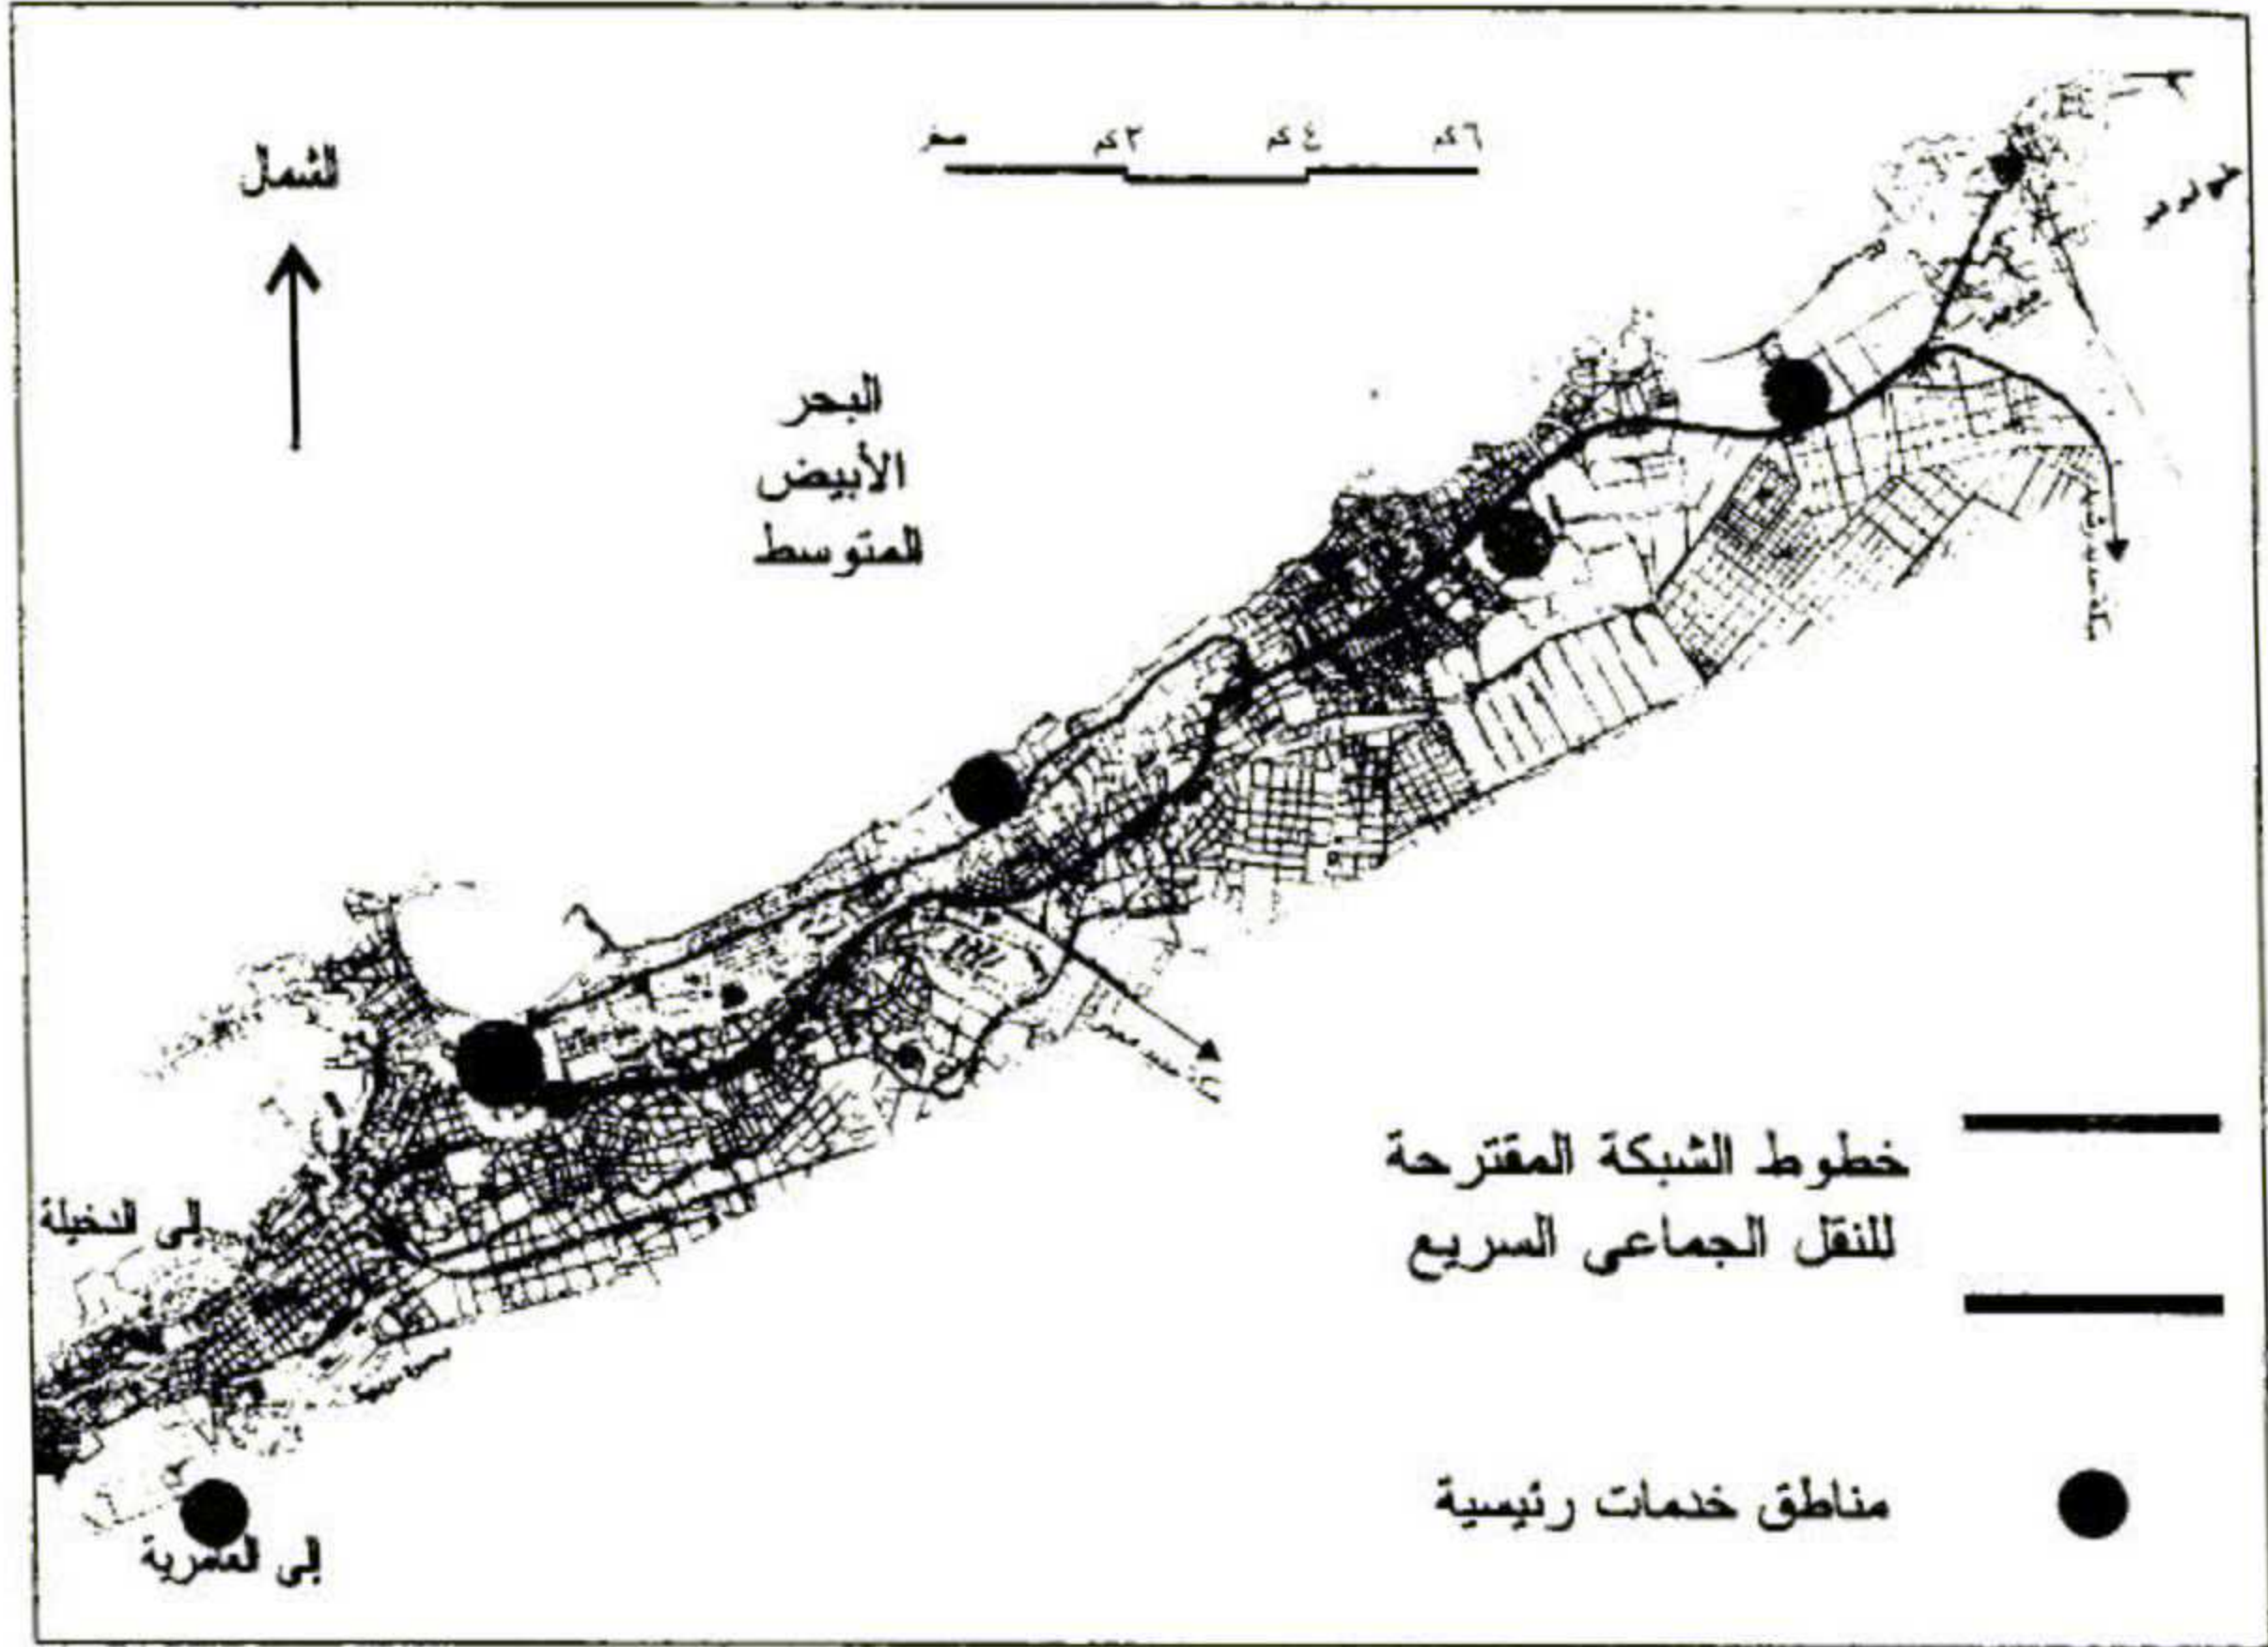 الشمال
صفر ٢كم ٤كم ٦كم
البحر
الأبيض
المتوسط
إلى الدخيلة
إلى العامرية
خطوط الشبكة المقترحة
للنقل الجماعى السريع
مناطق خدمات رئيسية